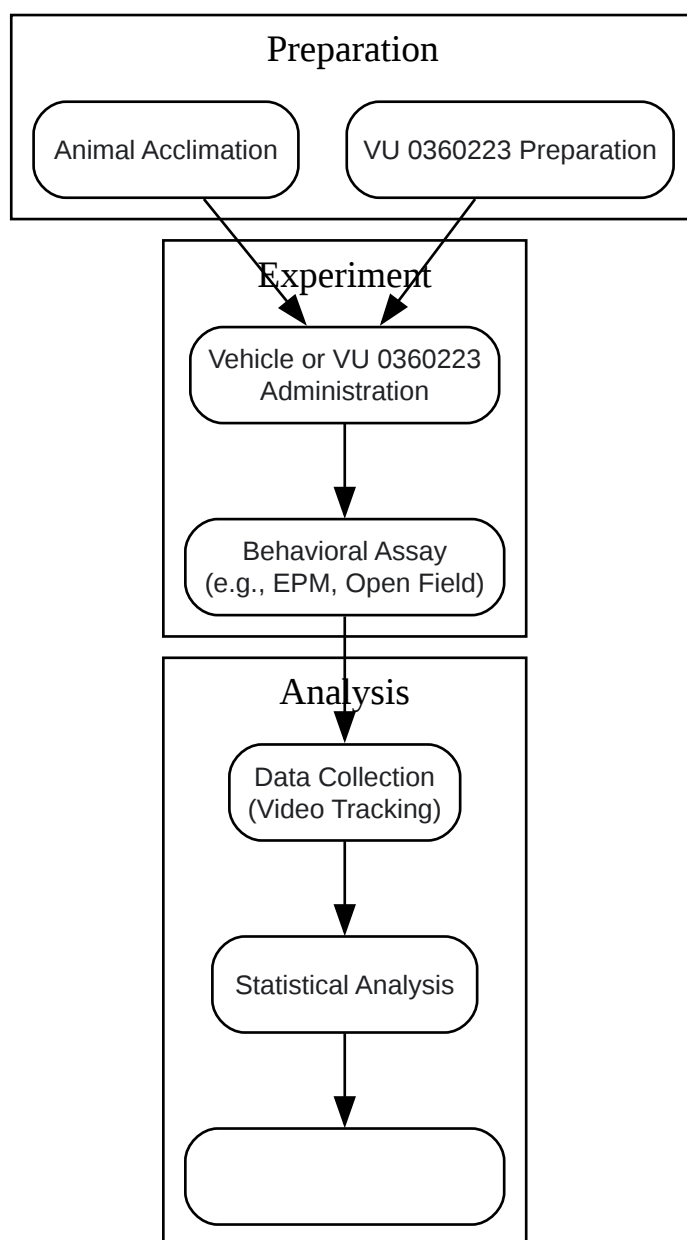 Preparation
Animal Acclimation
VU 0360223 Preparation
Experiment
Vehicle or VU 0360223
Administration
Behavioral Assay
(e.g., EPM, Open Field)
Analysis
Data Collection
(Video Tracking)
Statistical Analysis